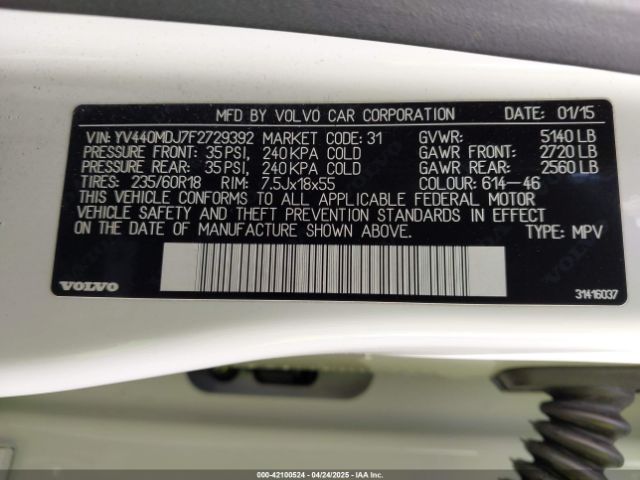 MFD BY VOLVO CAR CORPORATION DATE: 01/15
VIN: YV440MDJ7F2729392 MARKET CODE: 31 GVWR: 5140 LB
PRESSURE FRONT: 35 PSI, 240 KPA COLD GAWR FRONT: 2720 LB
PRESSURE REAR: 35 PSI, 240 KPA COLD GAWR REAR: 2560 LB
TIRES: 235/60R18 RIM: 7.5Jx18x55 COLOUR: 614-46
THIS VEHICLE CONFORMS TO ALL APPLICABLE FEDERAL MOTOR
VEHICLE SAFETY AND THEFT PREVENTION STANDARDS IN EFFECT
ON THE DATE OF MANUFACTURE SHOWN ABOVE. TYPE: MPV
VOLVO 31416037
000-42100524 - 04/24/2025 - IAA Inc.